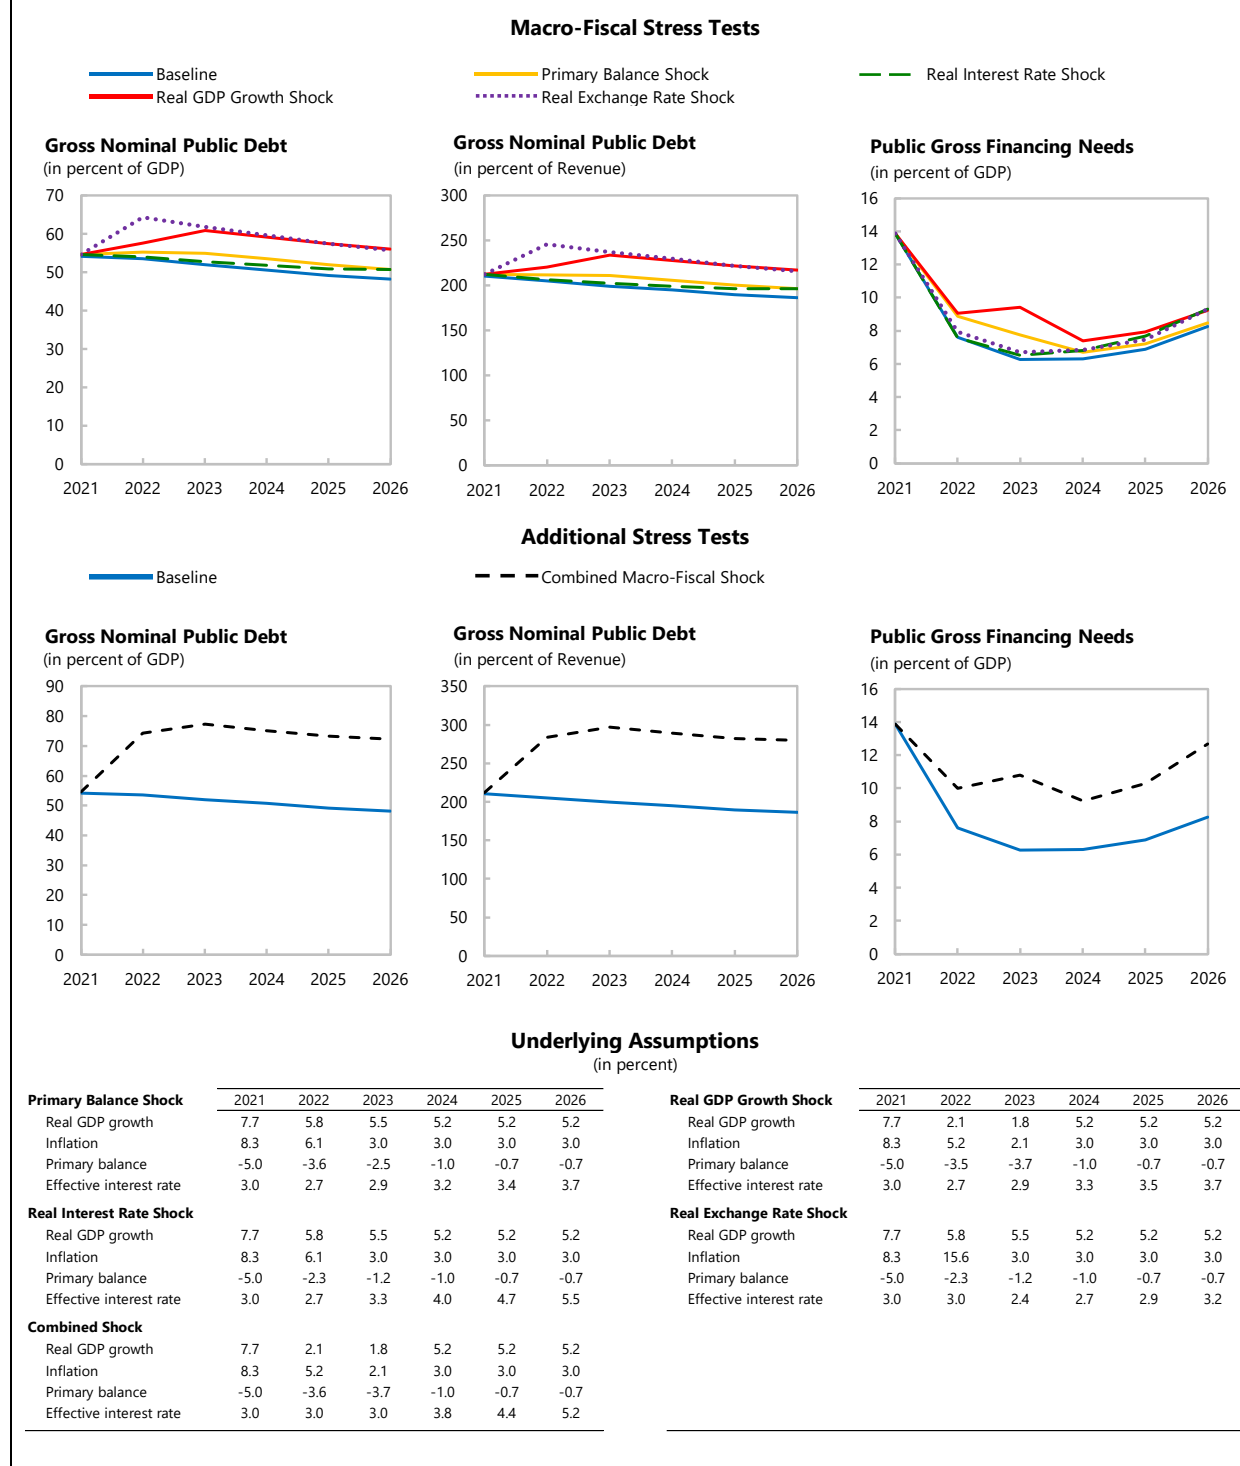 Macro-Fiscal Stress Tests
Baseline Primary Balance Shock Real Interest Rate Shock
Real GDP Growth Shock Real Exchange Rate Shock
Gross Nominal Public Debt
(in percent of GDP)
70
60
50
40
30
20
10
0
2021 2022 2023 2024 2025 2026
Gross Nominal Public Debt
(in percent of Revenue)
300
250
200
150
100
50
0
2021 2022 2023 2024 2025 2026
Public Gross Financing Needs
(in percent of GDP)
16
14
12
10
8
6
4
2
0
2021 2022 2023 2024 2025 2026
Additional Stress Tests
Baseline Combined Macro-Fiscal Shock
Gross Nominal Public Debt
(in percent of GDP)
90
80
70
60
50
40
30
20
10
0
2021 2022 2023 2024 2025 2026
Gross Nominal Public Debt
(in percent of Revenue)
350
300
250
200
150
100
50
0
2021 2022 2023 2024 2025 2026
Public Gross Financing Needs
(in percent of GDP)
16
14
12
10
8
6
4
2
0
2021 2022 2023 2024 2025 2026
Underlying Assumptions
(in percent)
Primary Balance Shock 2021 2022 2023 2024 2025 2026
Real GDP growth 7.7 5.8 5.5 5.2 5.2 5.2
Inflation 8.3 6.1 3.0 3.0 3.0 3.0
Primary balance -5.0 -3.6 -2.5 -1.0 -0.7 -0.7
Effective interest rate 3.0 2.7 2.9 3.2 3.4 3.7
Real Interest Rate Shock
Real GDP growth 7.7 5.8 5.5 5.2 5.2 5.2
Inflation 8.3 6.1 3.0 3.0 3.0 3.0
Primary balance -5.0 -2.3 -1.2 -1.0 -0.7 -0.7
Effective interest rate 3.0 2.7 3.3 4.0 4.7 5.5
Combined Shock
Real GDP growth 7.7 2.1 1.8 5.2 5.2 5.2
Inflation 8.3 5.2 2.1 3.0 3.0 3.0
Primary balance -5.0 -3.6 -3.7 -1.0 -0.7 -0.7
Effective interest rate 3.0 3.0 3.0 3.8 4.4 5.2
Real GDP Growth Shock 2021 2022 2023 2024 2025 2026
Real GDP growth 7.7 2.1 1.8 5.2 5.2 5.2
Inflation 8.3 5.2 2.1 3.0 3.0 3.0
Primary balance -5.0 -3.5 -3.7 -1.0 -0.7 -0.7
Effective interest rate 3.0 2.7 2.9 3.3 3.5 3.7
Real Exchange Rate Shock
Real GDP growth 7.7 5.8 5.5 5.2 5.2 5.2
Inflation 8.3 15.6 3.0 3.0 3.0 3.0
Primary balance -5.0 -2.3 -1.2 -1.0 -0.7 -0.7
Effective interest rate 3.0 3.0 2.4 2.7 2.9 3.2